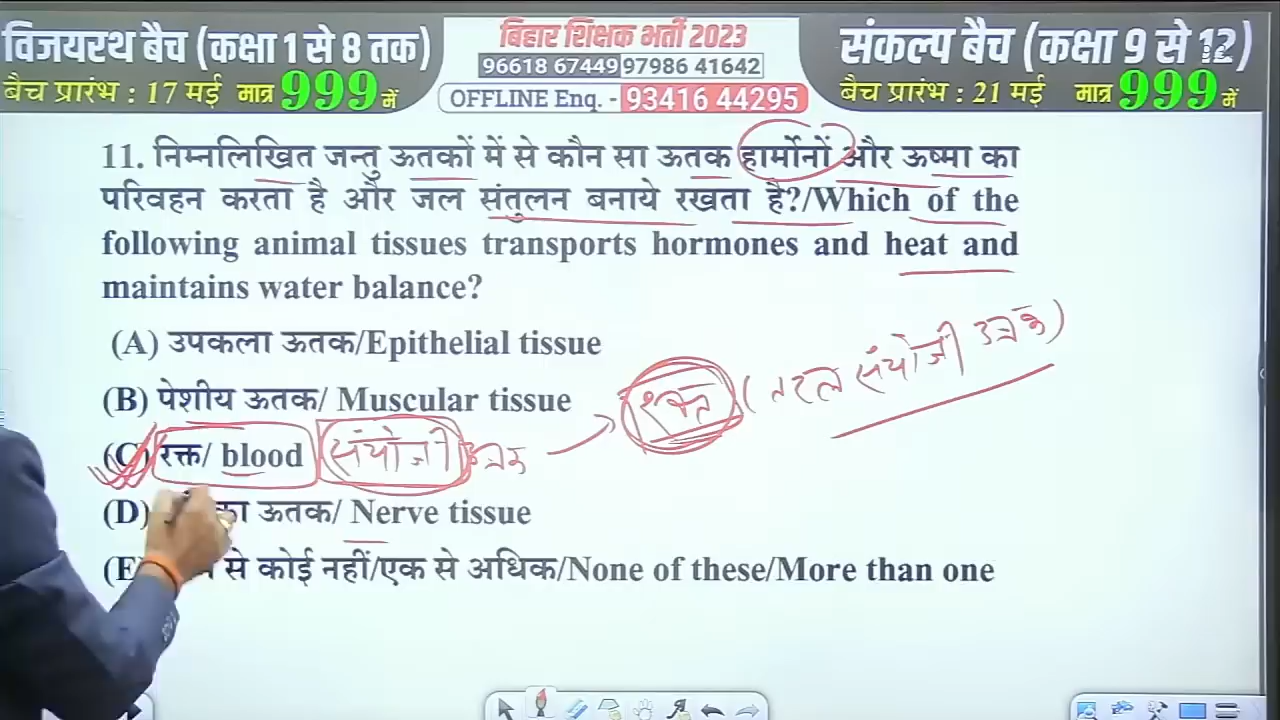 विजयरथ बैच (कक्षा 1 से 8 तक)
बैच प्रारंभ : 17 मई मात्र 999 में
बिहार शिक्षक भर्ती 2023
96618 67449 97986 41642
OFFLINE Enq. - 93416 44295
संकल्प बैच (कक्षा 9 से 12)
बैच प्रारंभ : 21 मई मात्र 999 में
11. निम्नलिखित जन्तु ऊतकों में से कौन सा ऊतक हार्मोनों और ऊष्मा का
परिवहन करता है और जल संतुलन बनाये रखता है?/Which of the
following animal tissues transports hormones and heat and
maintains water balance?
(A) उपकला ऊतक/Epithelial tissue
(B) पेशीय ऊतक/ Muscular tissue
(C) रक्त/ blood संयोजी ऊतक
रक्त (तरल संयोजी ऊतक)
(D) ऊतक/ Nerve tissue
(E) से कोई नहीं/एक से अधिक/None of these/More than one